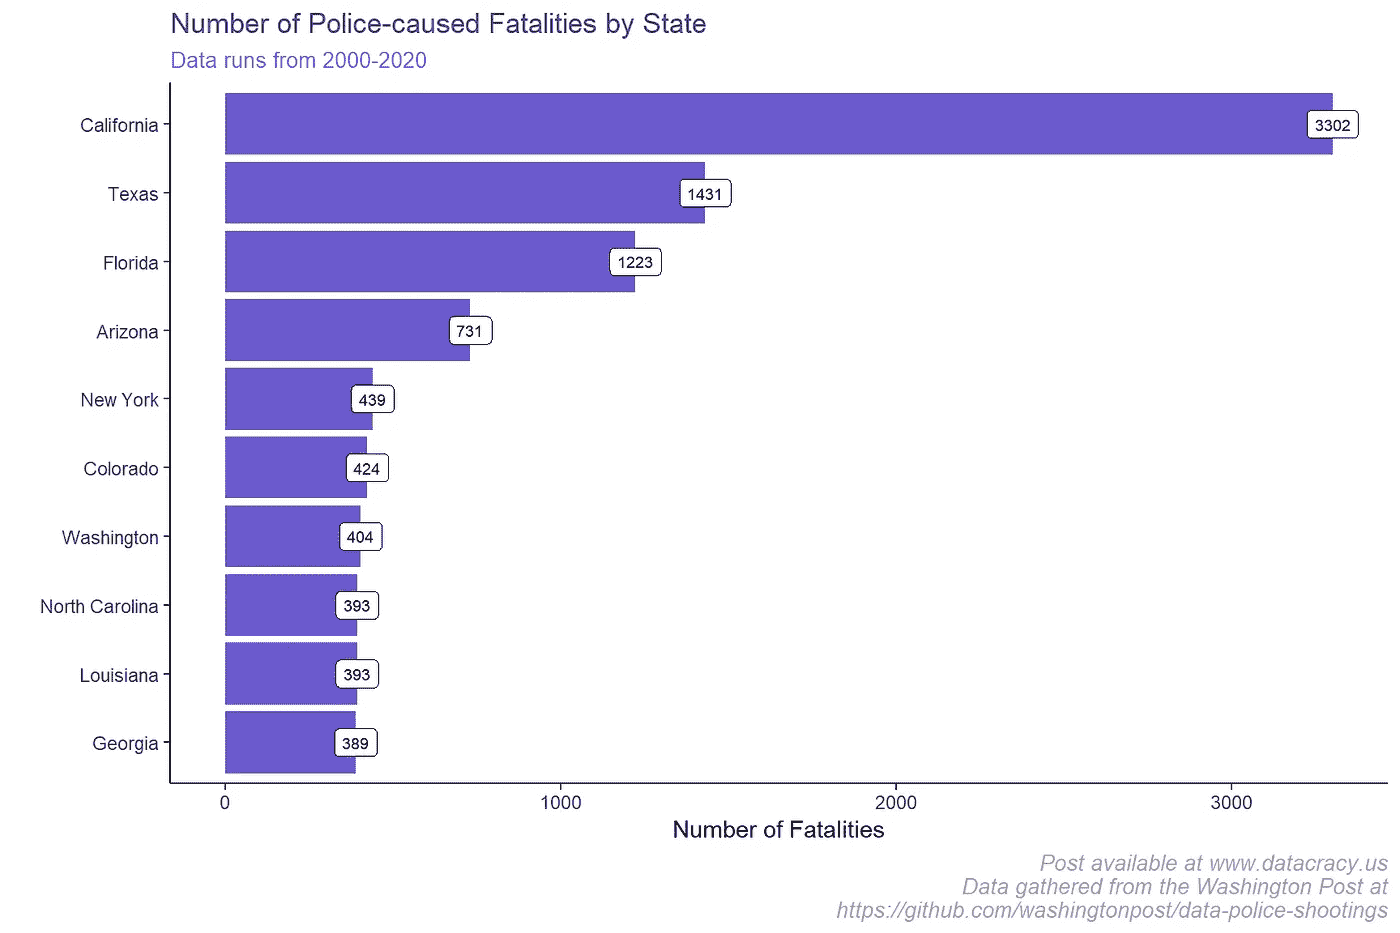 Number of Police-caused Fatalities by State
Data runs from 2000-2020
California
3302
Texas
1431
Florida
1223
Arizona
731
New York
439
Colorado
424
Washington
404
North Carolina
393
Louisiana
393
Georgia
389
0 1000 2000 3000
Number of Fatalities
Post available at www.datacracy.us
Data gathered from the Washington Post at
https://github.com/washingtonpost/data-police-shootings